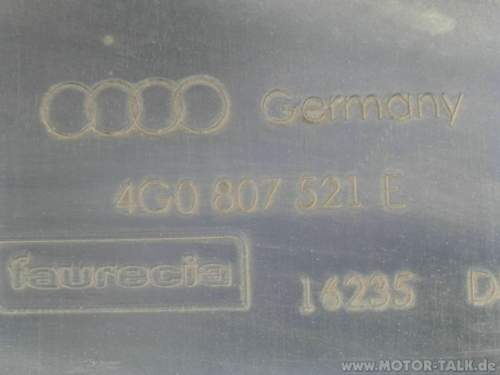 Germany
4G0 807 521 E
faurecia
16235 D
www.MOTOR-TALK.de